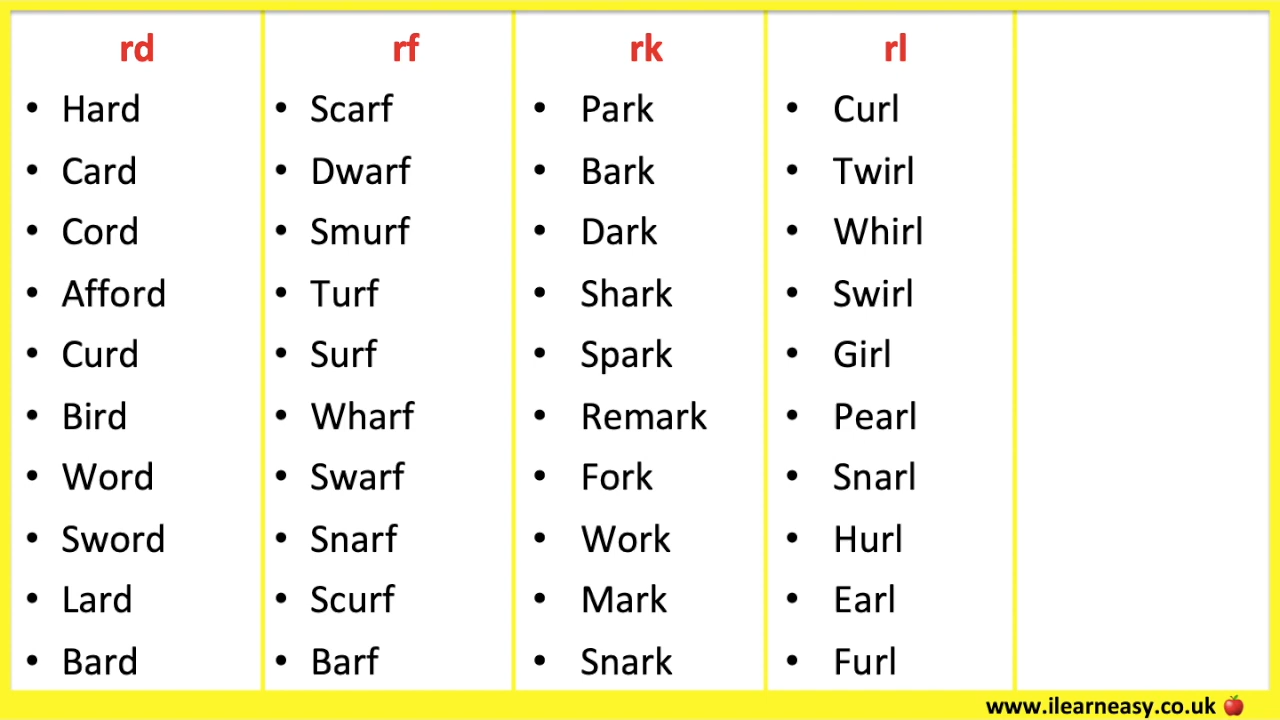 rd
• Hard
• Card
• Cord
• Afford
• Curd
• Bird
• Word
• Sword
• Lard
• Bard
rf
• Scarf
• Dwarf
• Smurf
• Turf
• Surf
• Wharf
• Swarf
• Snarf
• Scurf
• Barf
rk
• Park
• Bark
• Dark
• Shark
• Spark
• Remark
• Fork
• Work
• Mark
• Snark
rl
• Curl
• Twirl
• Whirl
• Swirl
• Girl
• Pearl
• Snarl
• Hurl
• Earl
• Furl
www.ilearneasy.co.uk